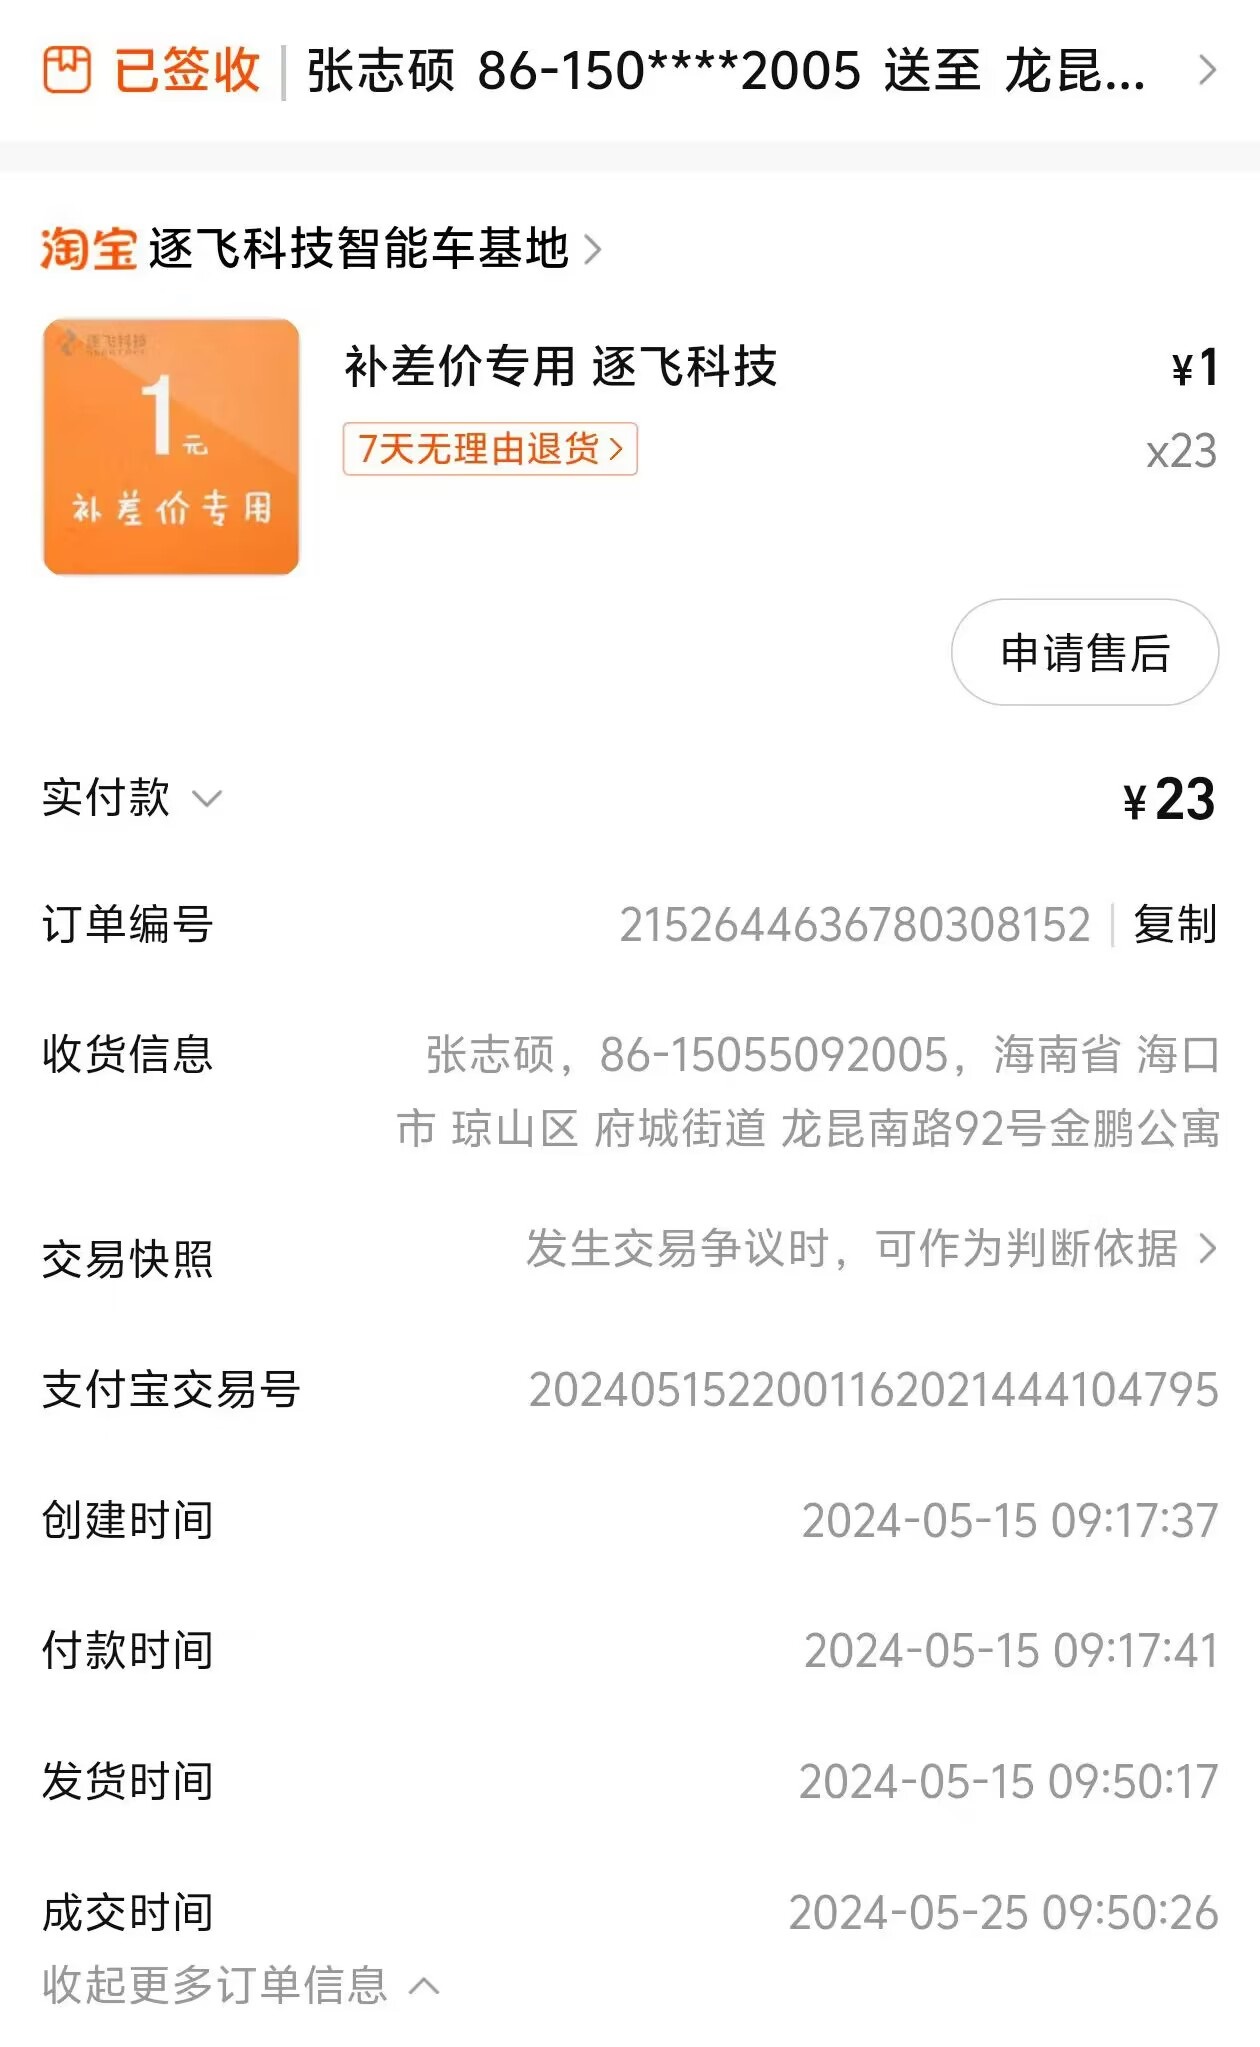 已签收 | 张志硕 86-150****2005 送至 龙昆...
淘宝 逐飞科技智能车基地
逐飞科技
1元
补差价专用
补差价专用 逐飞科技 ¥1
7天无理由退货 x23
申请售后
实付款 ¥23
订单编号 2152644636780308152 | 复制
收货信息 张志硕，86-15055092005，海南省 海口
市 琼山区 府城街道 龙昆南路92号金鹏公寓
交易快照 发生交易争议时，可作为判断依据
支付宝交易号 2024051522001162021444104795
创建时间 2024-05-15 09:17:37
付款时间 2024-05-15 09:17:41
发货时间 2024-05-15 09:50:17
成交时间 2024-05-25 09:50:26
收起更多订单信息